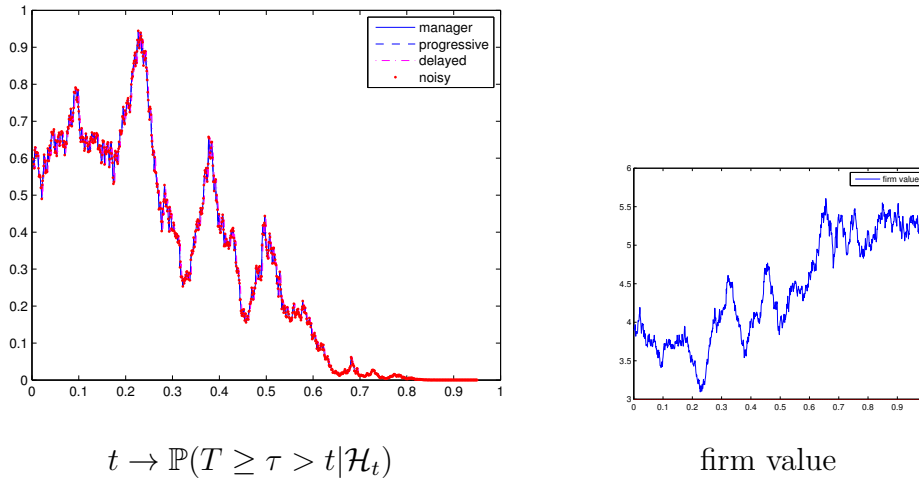 1
0.9
0.8
0.7
0.6
0.5
0.4
0.3
0.2
0.1
0
0 0.1 0.2 0.3 0.4 0.5 0.6 0.7 0.8 0.9 1
manager
progressive
delayed
noisy
t → ℙ(T ≥ τ > t|ℋ_t)
6
5.5
5
4.5
4
3.5
3
0 0.1 0.2 0.3 0.4 0.5 0.6 0.7 0.8 0.9
firm value
firm value